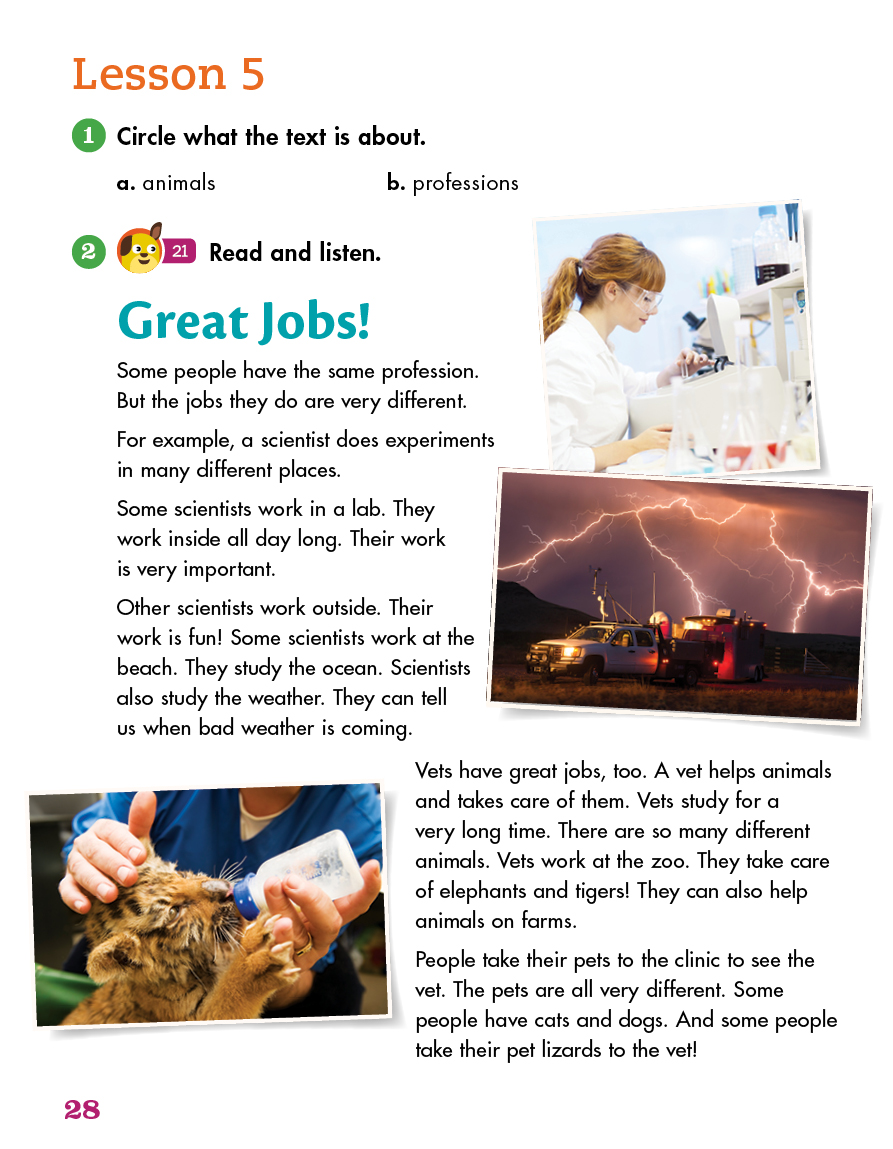 Lesson 5
1 Circle what the text is about.
a. animals b. professions
2 21 Read and listen.
Great Jobs!
Some people have the same profession.
But the jobs they do are very different.
For example, a scientist does experiments
in many different places.
Some scientists work in a lab. They
work inside all day long. Their work
is very important.
Other scientists work outside. Their
work is fun! Some scientists work at the
beach. They study the ocean. Scientists
also study the weather. They can tell
us when bad weather is coming.
Vets have great jobs, too. A vet helps animals
and takes care of them. Vets study for a
very long time. There are so many different
animals. Vets work at the zoo. They take care
of elephants and tigers! They can also help
animals on farms.
People take their pets to the clinic to see the
vet. The pets are all very different. Some
people have cats and dogs. And some people
take their pet lizards to the vet!
28